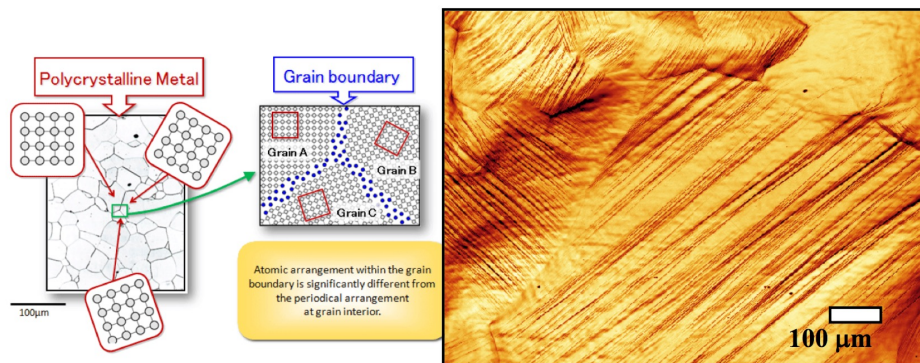 Polycrystalline Metal
Grain boundary
Grain A
Grain B
Grain C
Atomic arrangement within the grain
boundary is significantly different from
the periodical arrangement
at grain interior.
100μm
100 μm